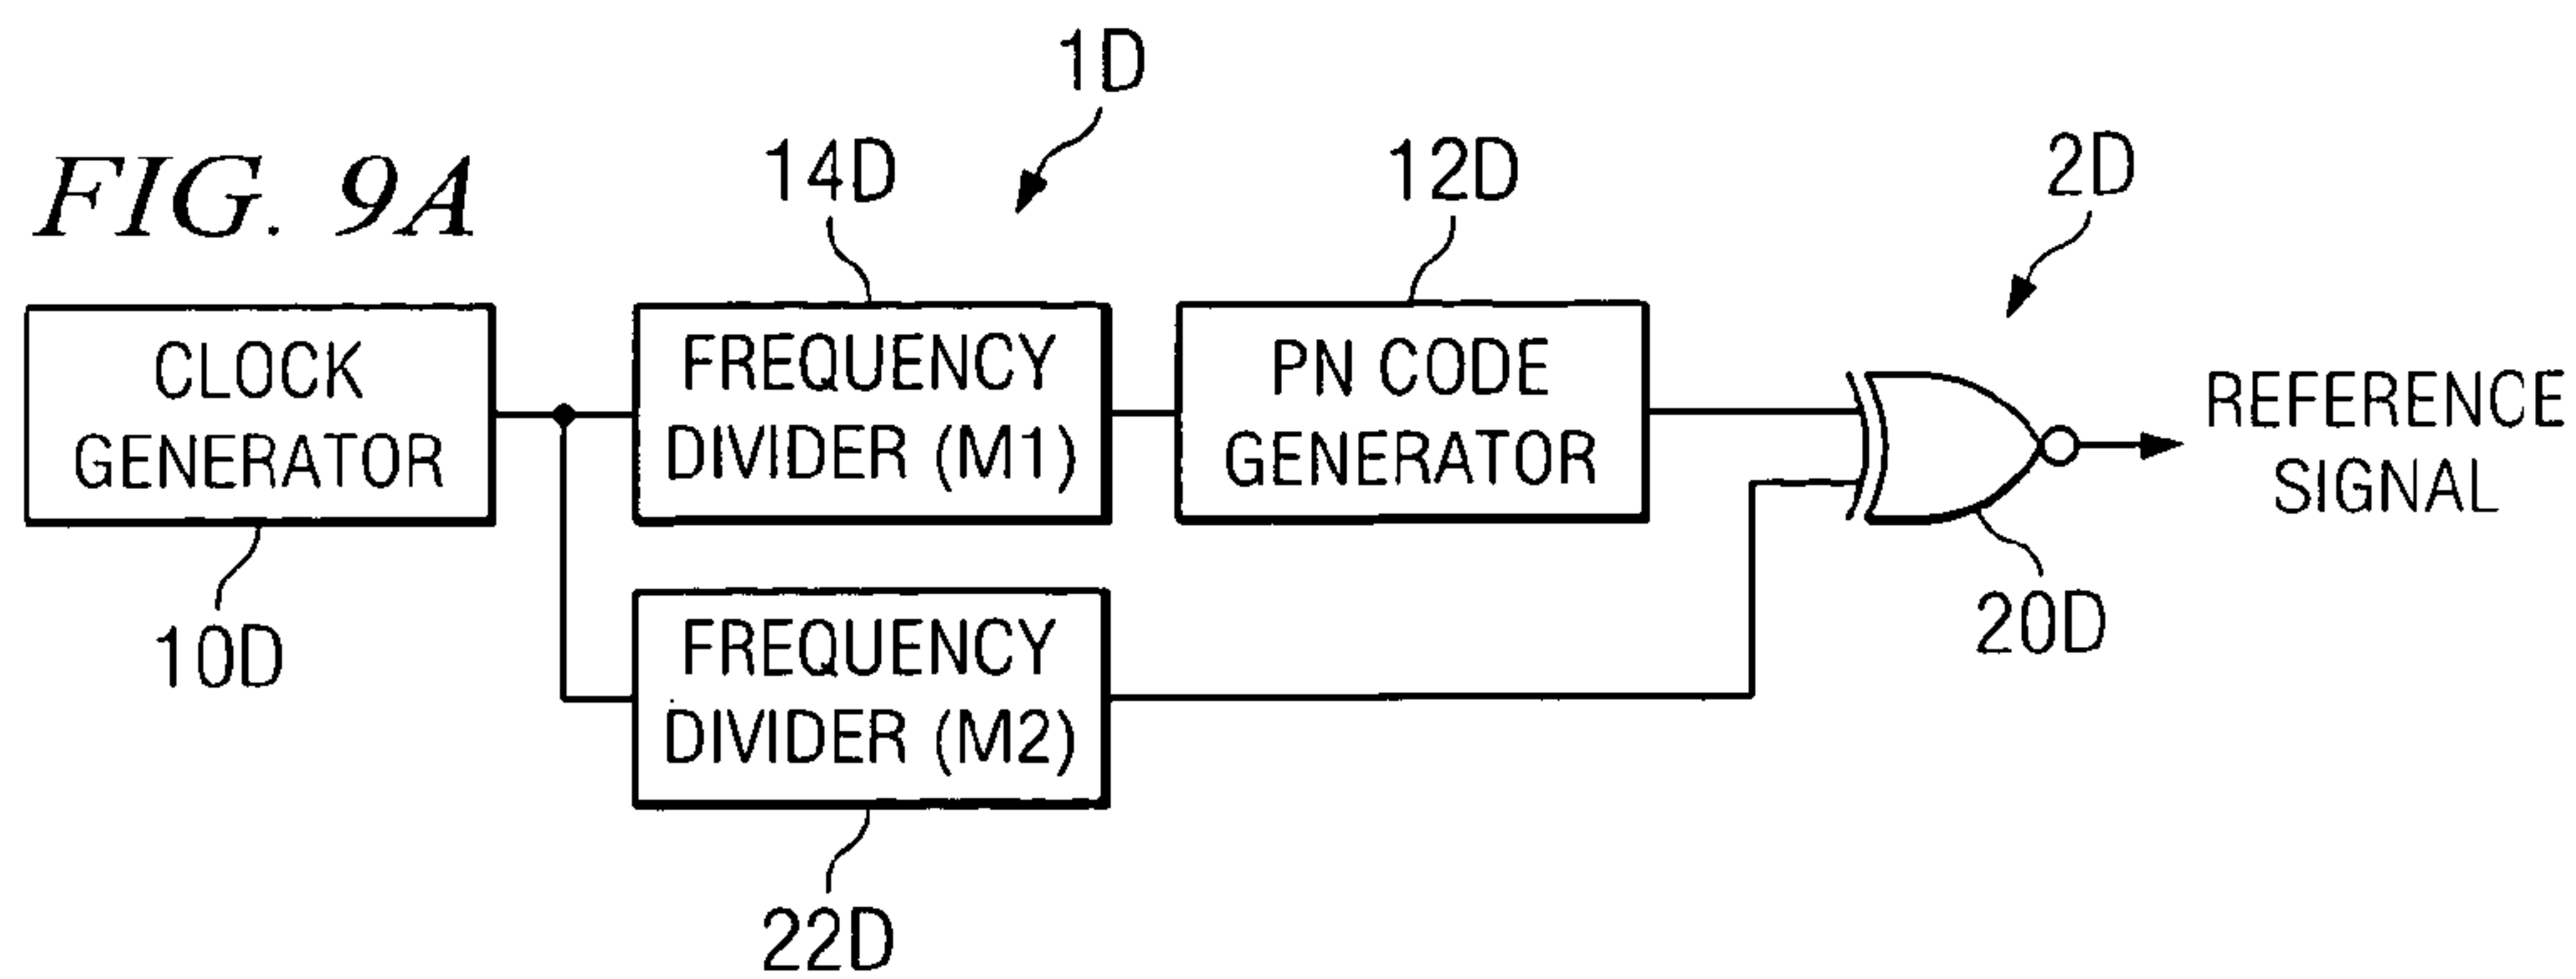 FIG. 9A
1D
14D
12D
2D
CLOCK
GENERATOR
FREQUENCY
DIVIDER (M1)
PN CODE
GENERATOR
REFERENCE
SIGNAL
10D
FREQUENCY
DIVIDER (M2)
20D
22D